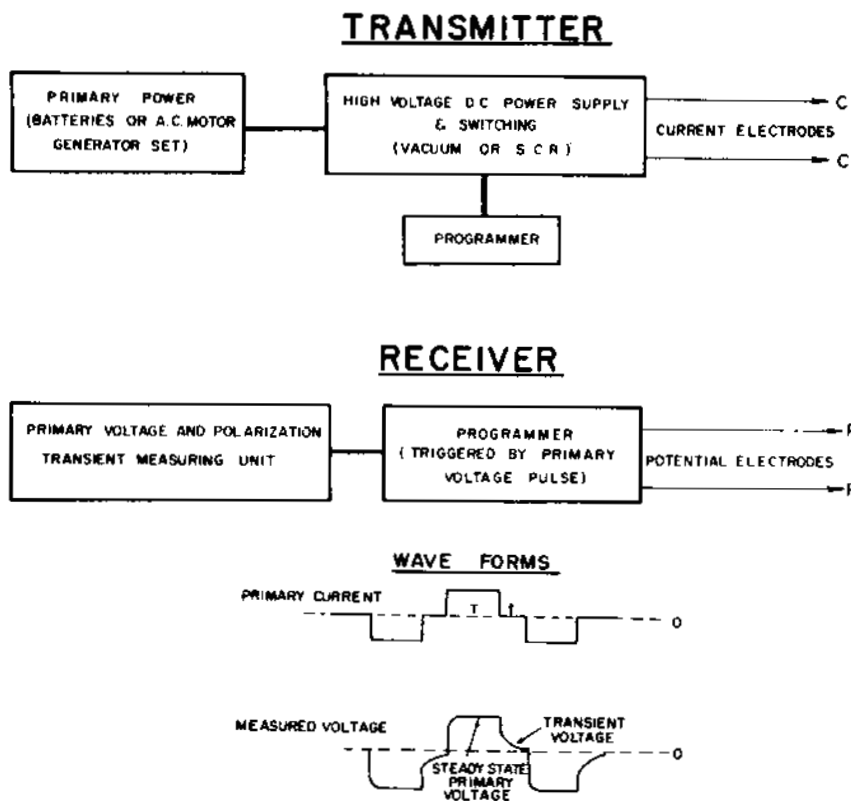 TRANSMITTER
PRIMARY POWER
(BATTERIES OR A.C. MOTOR
GENERATOR SET)
HIGH VOLTAGE D.C POWER SUPPLY
& SWITCHING
(VACUUM OR S.C.R.)
C
CURRENT ELECTRODES
C
PROGRAMMER
RECEIVER
PRIMARY VOLTAGE AND POLARIZATION
TRANSIENT MEASURING UNIT
PROGRAMMER
(TRIGGERED BY PRIMARY
VOLTAGE PULSE)
P
POTENTIAL ELECTRODES
P
WAVE FORMS
PRIMARY CURRENT
T
t
O
MEASURED VOLTAGE
TRANSIENT
VOLTAGE
O
STEADY STATE
PRIMARY
VOLTAGE